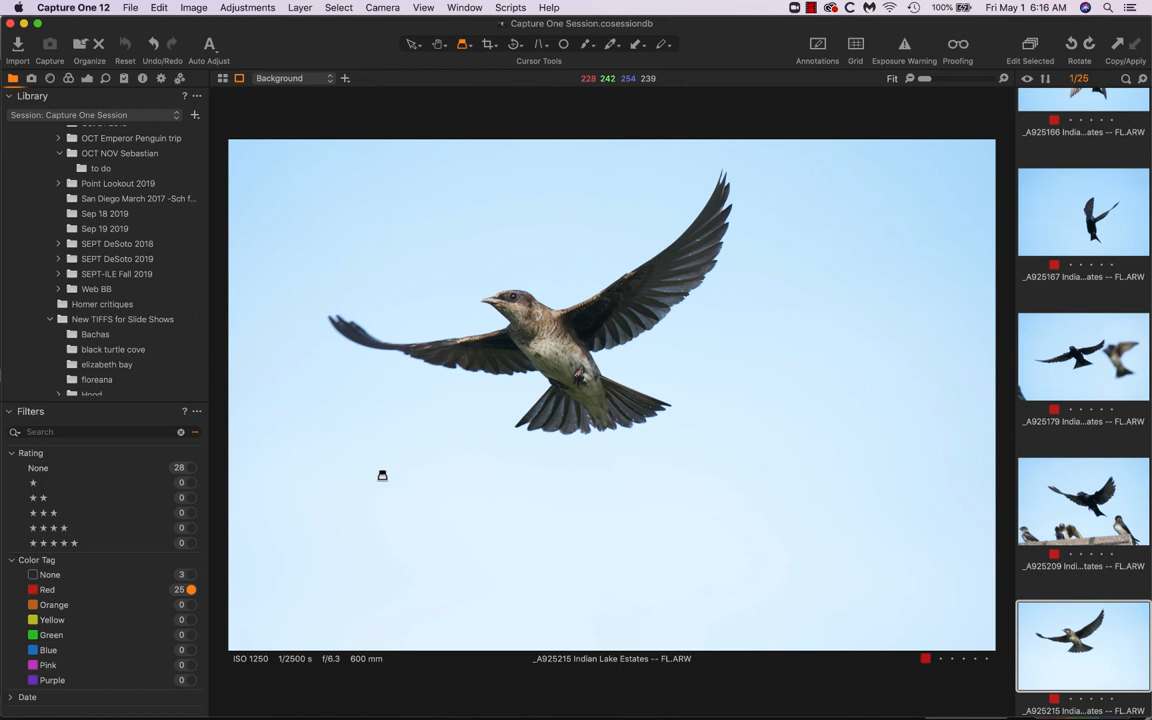 Capture One 12 File Edit Image Adjustments Layer Select Camera View Window Scripts Help 100% Fri May 1 6:16 AM
Capture One Session.cosessiondb
Import Capture Organize Reset Undo/Redo Auto Adjust Cursor Tools Annotations Grid Exposure Warning Proofing Edit Selected Rotate Copy/Apply
Background 228 242 254 239 Fit 1/25
Library
Session: Capture One Session
OCT Emperor Penguin trip
OCT NOV Sebastian
to do
Point Lookout 2019
San Diego March 2017 -Sch f...
Sep 18 2019
Sep 19 2019
SEPT DeSoto 2018
SEPT DeSoto 2019
SEPT-ILE Fall 2019
Web BB
Homer critiques
New TIFFS for Slide Shows
Bachas
black turtle cove
elizabeth bay
floreana
Hood
Filters
Search
Rating
None 28
0
0
0
0
0
Color Tag
None 3
Red 25
Orange 0
Yellow 0
Green 0
Blue 0
Pink 0
Purple 0
Date
ISO 1250 1/2500 s f/6.3 600 mm _A925215 Indian Lake Estates -- FL.ARW
_A925166 India...ates -- FL.ARW
_A925167 India...ates -- FL.ARW
_A925179 India...ates -- FL.ARW
_A925209 Indi...tates -- FL.ARW
_A925215 India...ates -- FL.ARW